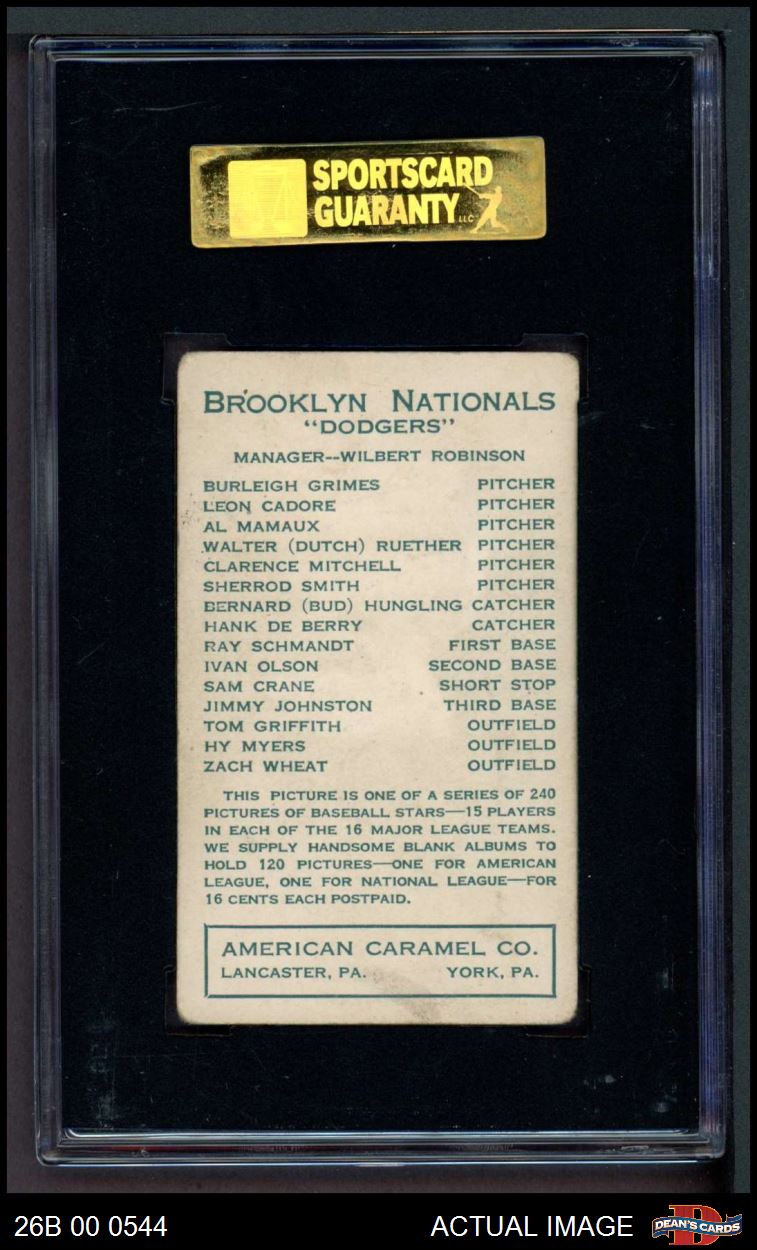 SPORTSCARD
GUARANTY LLC
BROOKLYN NATIONALS
"DODGERS"
MANAGER--WILBERT ROBINSON
BURLEIGH GRIMES PITCHER
LEON CADORE PITCHER
AL MAMAUX PITCHER
WALTER (DUTCH) RUETHER PITCHER
CLARENCE MITCHELL PITCHER
SHERROD SMITH PITCHER
BERNARD (BUD) HUNGLING CATCHER
HANK DE BERRY CATCHER
RAY SCHMANDT FIRST BASE
IVAN OLSON SECOND BASE
SAM CRANE SHORT STOP
JIMMY JOHNSTON THIRD BASE
TOM GRIFFITH OUTFIELD
HY MYERS OUTFIELD
ZACH WHEAT OUTFIELD
THIS PICTURE IS ONE OF A SERIES OF 240
PICTURES OF BASEBALL STARS—15 PLAYERS
IN EACH OF THE 16 MAJOR LEAGUE TEAMS.
WE SUPPLY HANDSOME BLANK ALBUMS TO
HOLD 120 PICTURES—ONE FOR AMERICAN
LEAGUE, ONE FOR NATIONAL LEAGUE—FOR
16 CENTS EACH POSTPAID.
AMERICAN CARAMEL CO.
LANCASTER, PA. YORK, PA.
26B 00 0544 ACTUAL IMAGE DEAN'S CARDS